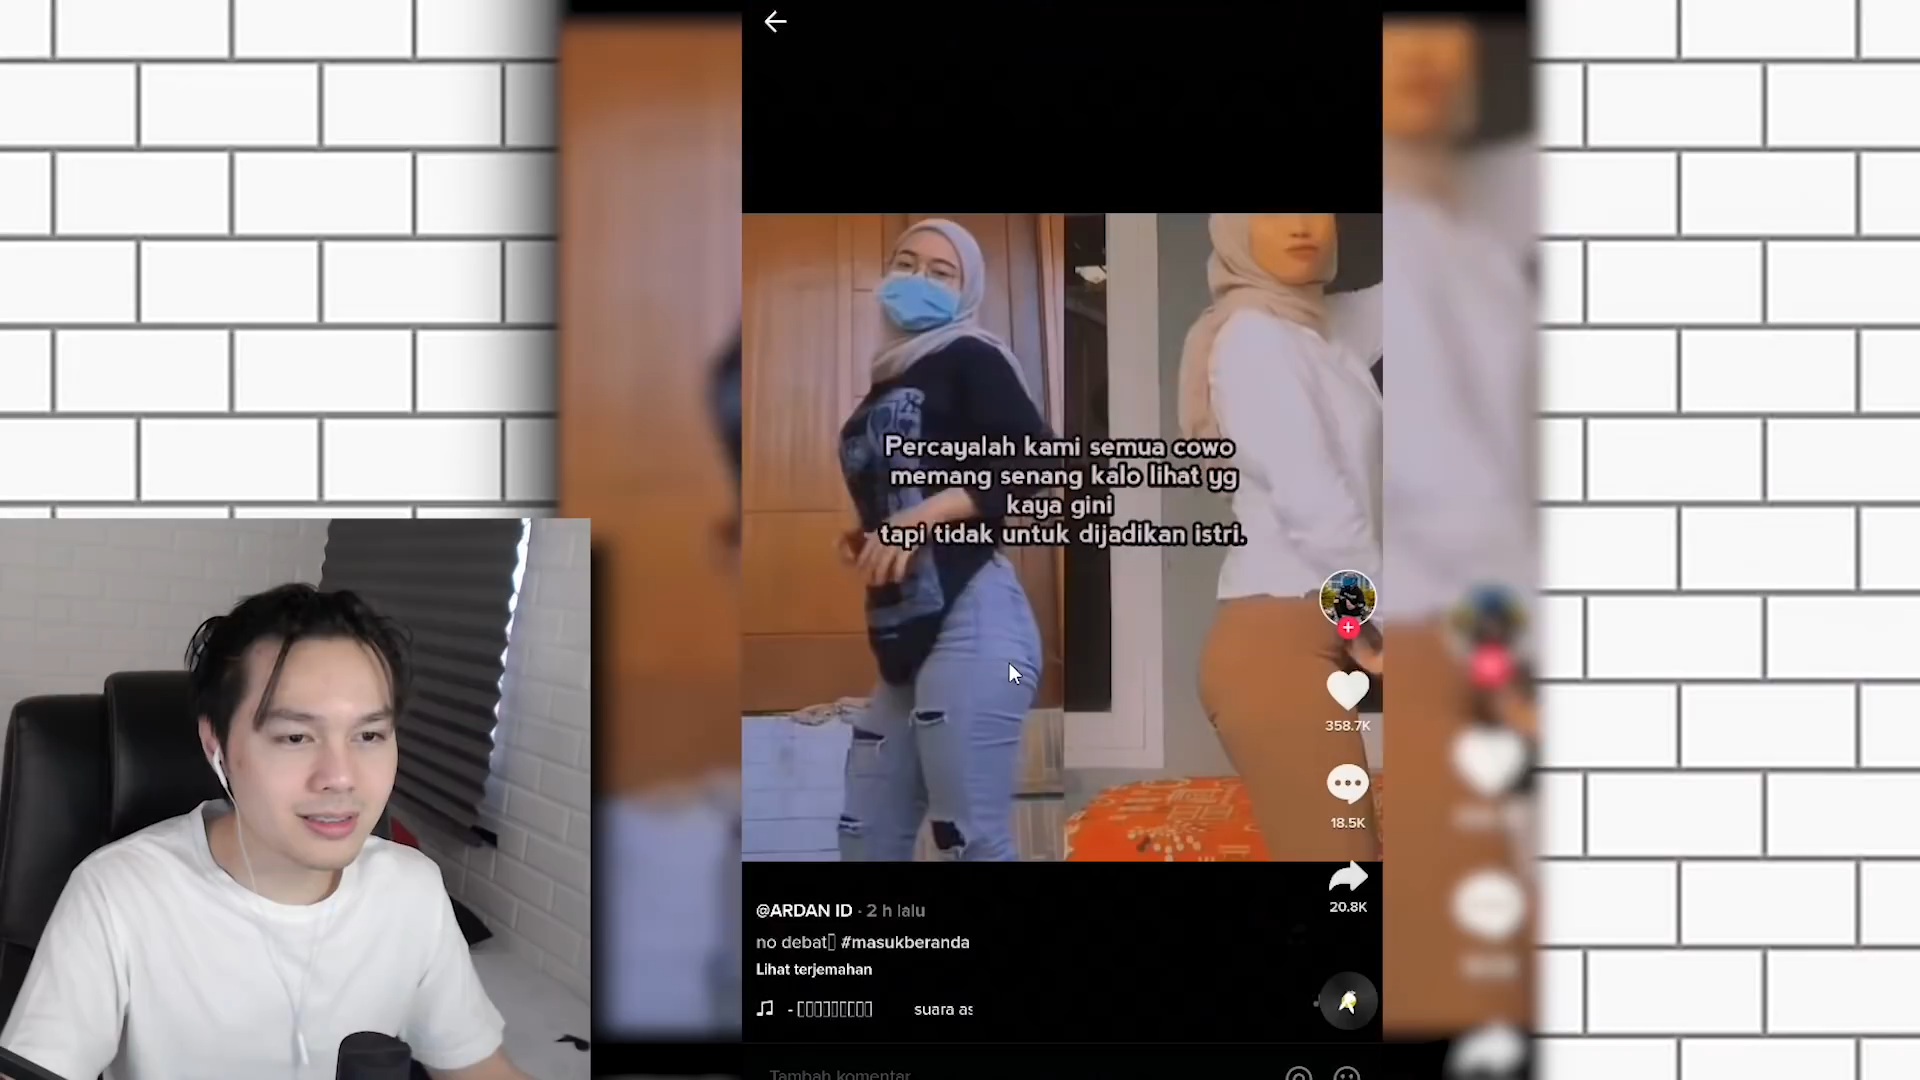 Percayalah kami semua cowo
memang senang kalo lihat yg
kaya gini
tapi tidak untuk dijadikan istri.
358.7K
18.5K
20.8K
@ARDAN ID · 2 h lalu
no debat▯ #masukberanda
Lihat terjemahan
- ▯▯▯▯▯▯▯▯▯ suara as
Tambah komentar